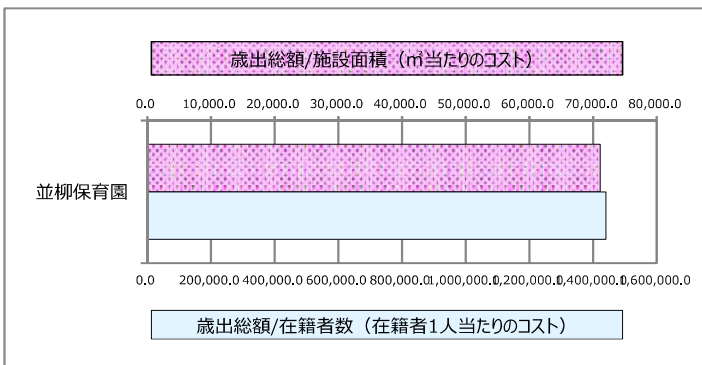 歳出総額/施設面積（㎡当たりのコスト）
0.0 10,000.0 20,000.0 30,000.0 40,000.0 50,000.0 60,000.0 70,000.0 80,000.0
並柳保育園
0.0 200,000.0 400,000.0 600,000.0 800,000.0 1,000,000.0 1,200,000.0 1,400,000.0 1,600,000.0
歳出総額/在籍者数（在籍者1人当たりのコスト）